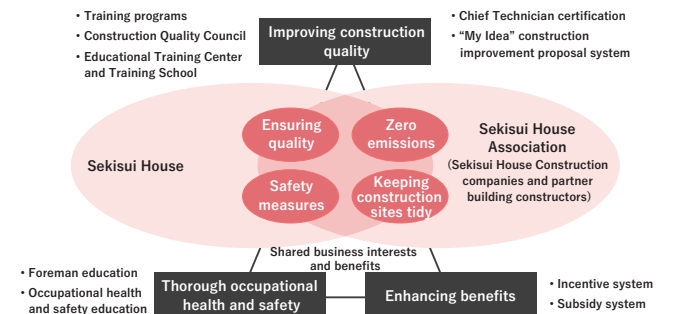 • Training programs
• Construction Quality Council
• Educational Training Center
and Training School
Improving construction
quality
• Chief Technician certification
• “My Idea” construction
improvement proposal system
Sekisui House
Ensuring
quality
Zero
emissions
Safety
measures
Keeping
construction
sites tidy
Sekisui House
Association
(Sekisui House Construction
companies and partner
building constructors)
Shared business interests
and benefits
• Foreman education
• Occupational health
and safety education
Thorough occupational
health and safety
Enhancing benefits
• Incentive system
• Subsidy system